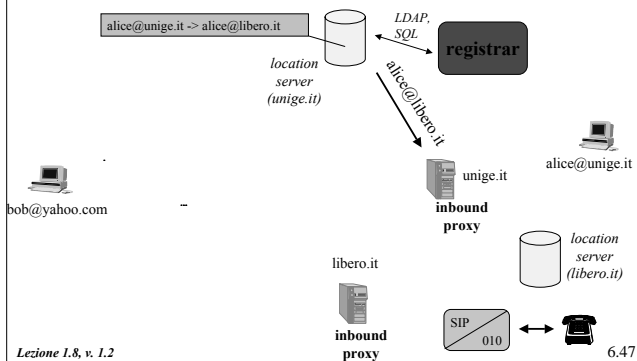 alice@unige.it -> alice@libero.it
LDAP,
SQL
registrar
location
server
(unige.it)
alice@libero.it
unige.it
inbound
proxy
alice@unige.it
bob@yahoo.com
location
server
(libero.it)
libero.it
inbound
proxy
SIP
010
Lezione 1.8, v. 1.2
6.47